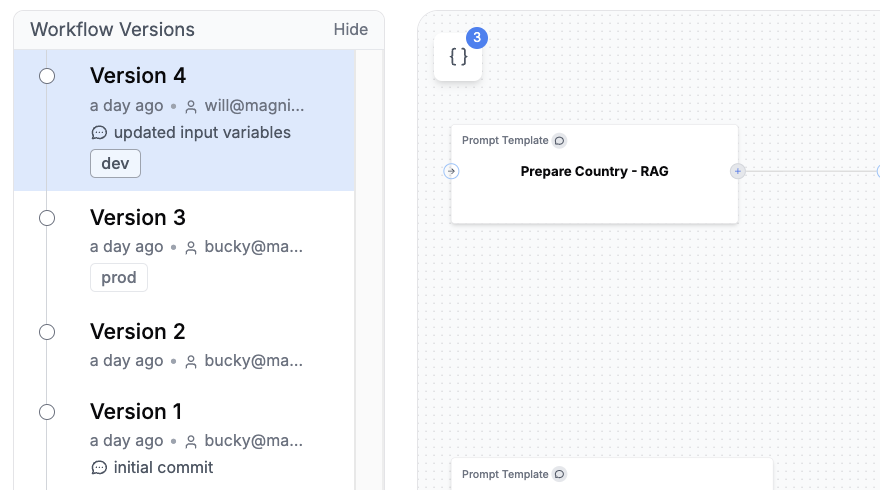 Workflow Versions
Hide
Version 4
a day ago • will@magni...
updated input variables
dev
Version 3
a day ago • bucky@ma...
prod
Version 2
a day ago • bucky@ma...
Version 1
a day ago • bucky@ma...
initial commit
{}
3
Prompt Template
Prepare Country - RAG
+
Prompt Template